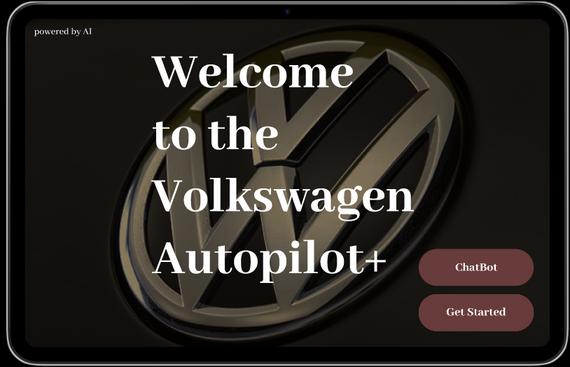 powered by AI
Welcome
to the
Volkswagen
Autopilot+
ChatBot
Get Started